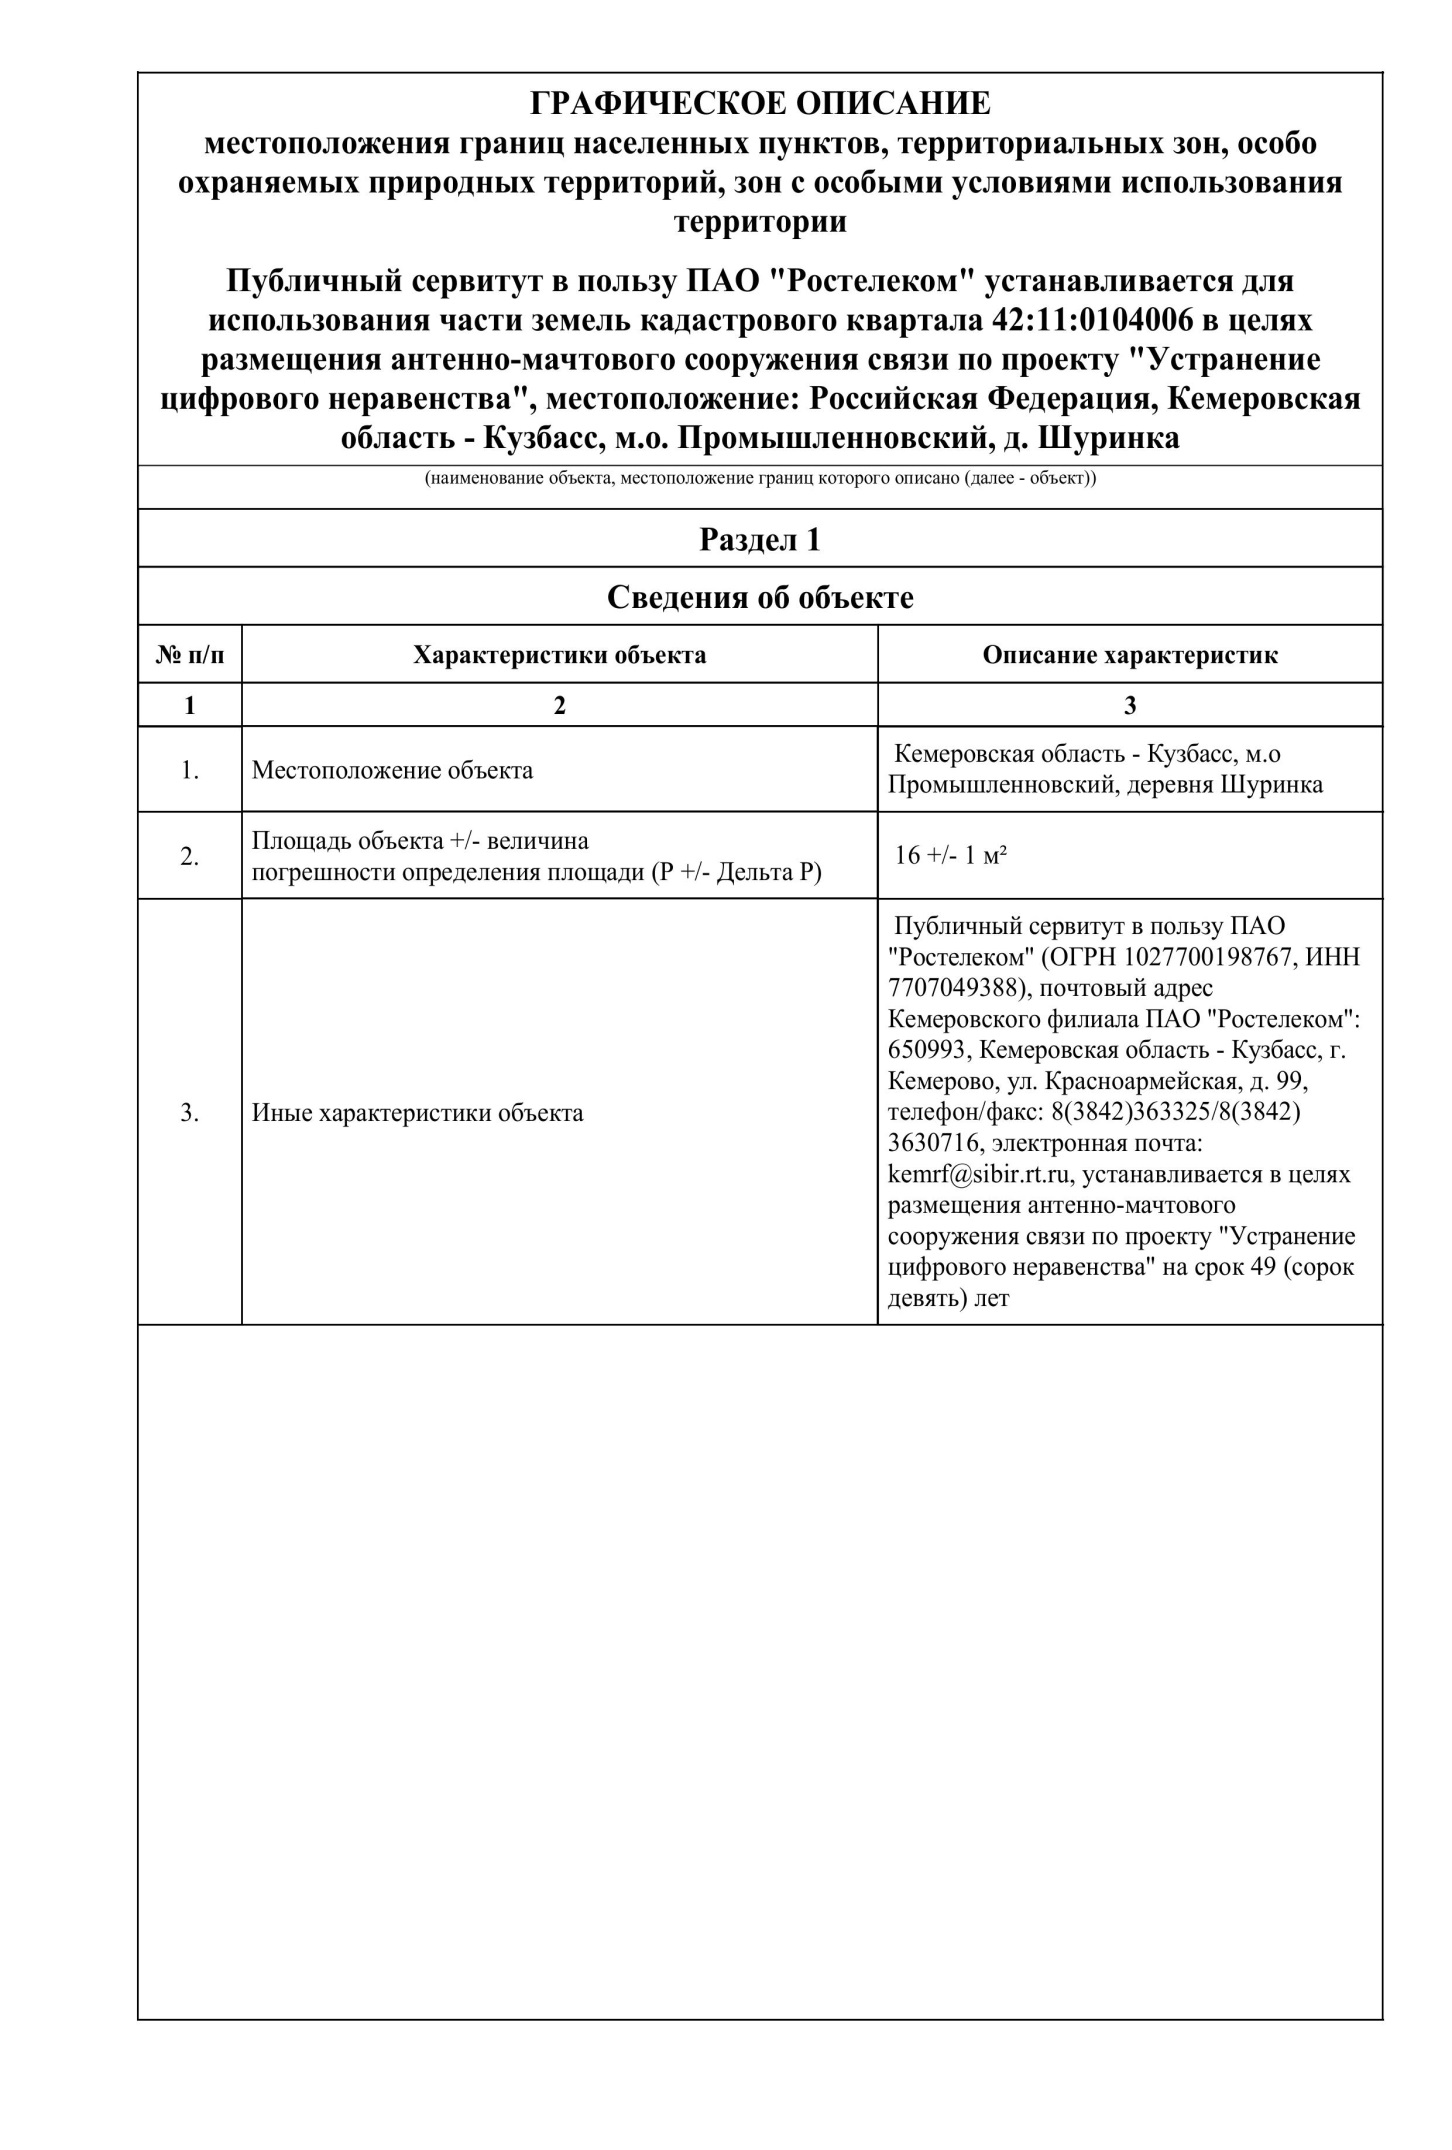 ГРАФИЧЕСКОЕ ОПИСАНИЕ
местоположения границ населенных пунктов, территориальных зон, особо
охраняемых природных территорий, зон с особыми условиями использования
территории
Публичный сервитут в пользу ПАО "Ростелеком" устанавливается для
использования части земель кадастрового квартала 42:11:0104006 в целях
размещения антенно-мачтового сооружения связи по проекту "Устранение
цифрового неравенства", местоположение: Российская Федерация, Кемеровская
область - Кузбасс, м.о. Промышленновский, д. Шуринка
(наименование объекта, местоположение границ которого описано (далее - объект))
Раздел 1
Сведения об объекте
№ п/п Характеристики объекта Описание характеристик
1 2 3
1. Местоположение объекта
Кемеровская область - Кузбасс, м.о
Промышленновский, деревня Шуринка
2. Площадь объекта +/- величина
погрешности определения площади (P +/- Дельта P)
16 +/- 1 м²
3. Иные характеристики объекта
Публичный сервитут в пользу ПАО
"Ростелеком" (ОГРН 1027700198767, ИНН
7707049388), почтовый адрес
Кемеровского филиала ПАО "Ростелеком":
650993, Кемеровская область - Кузбасс, г.
Кемерово, ул. Красноармейская, д. 99,
телефон/факс: 8(3842)363325/8(3842)
3630716, электронная почта:
kemrf@sibir.rt.ru, устанавливается в целях
размещения антенно-мачтового
сооружения связи по проекту "Устранение
цифрового неравенства" на срок 49 (сорок
девять) лет